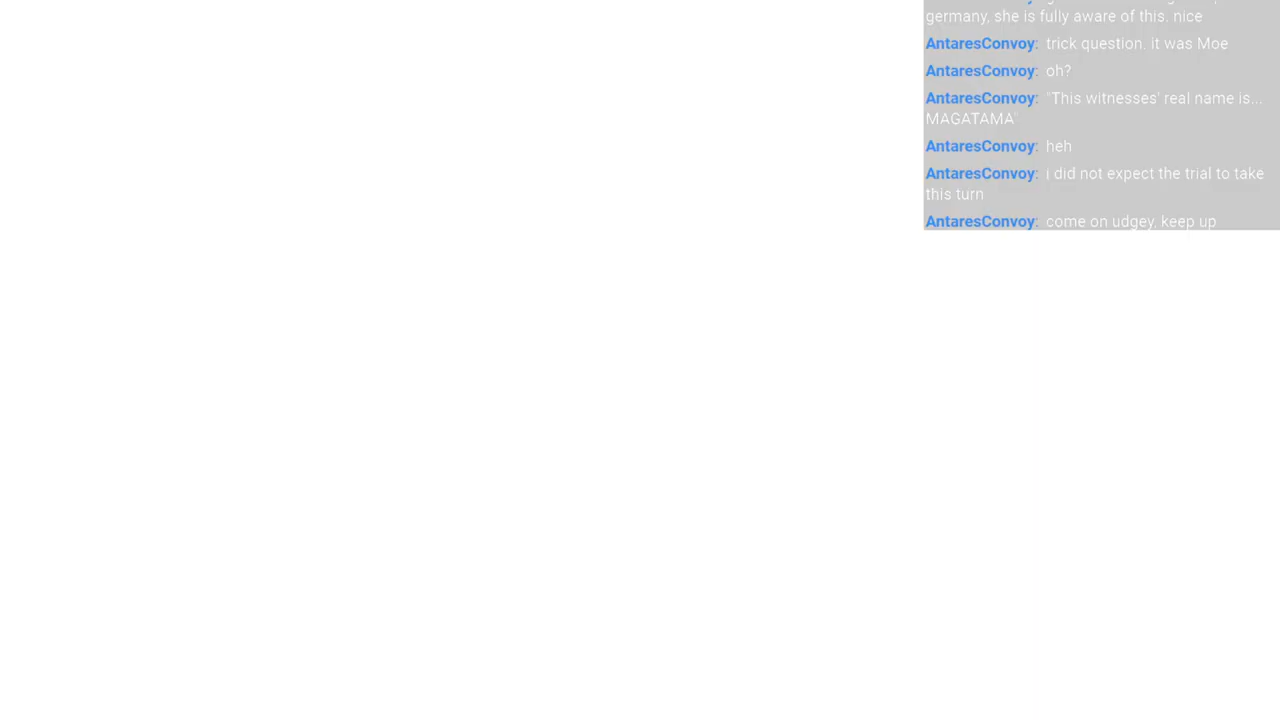 germany, she is fully aware of this. nice
AntaresConvoy: trick question. it was Moe
AntaresConvoy: oh?
AntaresConvoy: "This witnesses' real name is...
MAGATAMA"
AntaresConvoy: heh
AntaresConvoy: i did not expect the trial to take
this turn
AntaresConvoy: come on udgey, keep up